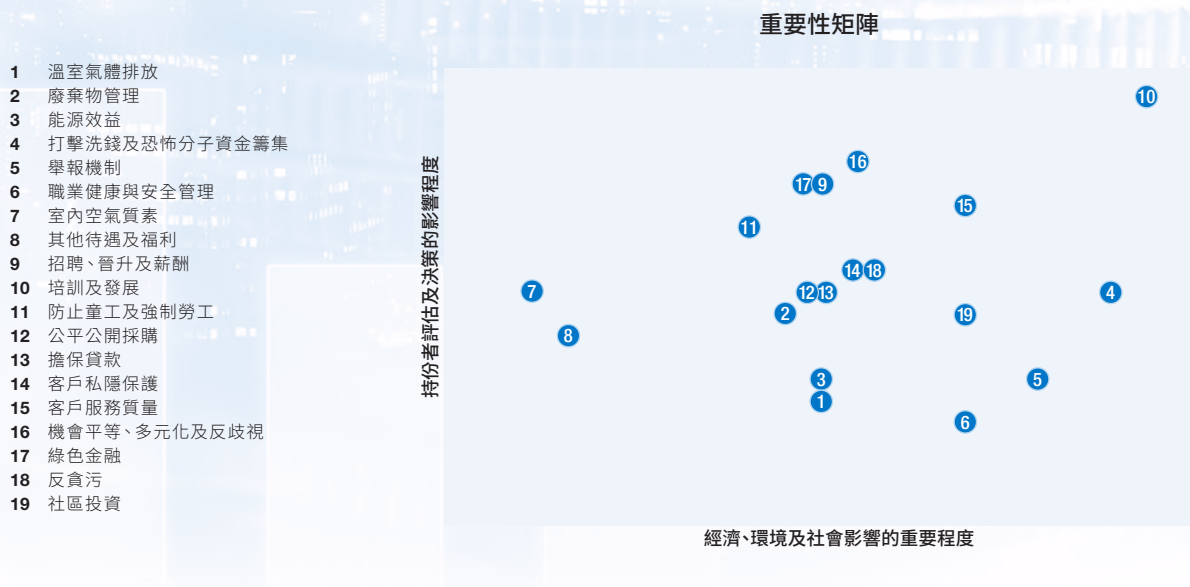 重要性矩陣
1 溫室氣體排放
2 廢棄物管理
3 能源效益
4 打擊洗錢及恐怖分子資金籌集
5 舉報機制
6 職業健康與安全管理
7 室內空氣質素
8 其他待遇及福利
9 招聘、晉升及薪酬
10 培訓及發展
11 防止童工及強制勞工
12 公平公開採購
13 擔保貸款
14 客戶私隱保護
15 客戶服務質量
16 機會平等、多元化及反歧視
17 綠色金融
18 反貪污
19 社區投資
持份者評估及決策的影響程度
10
16
17 9
15
11
14 18
7 12 13 4
2 19
8
3 5
1
6
經濟、環境及社會影響的重要程度